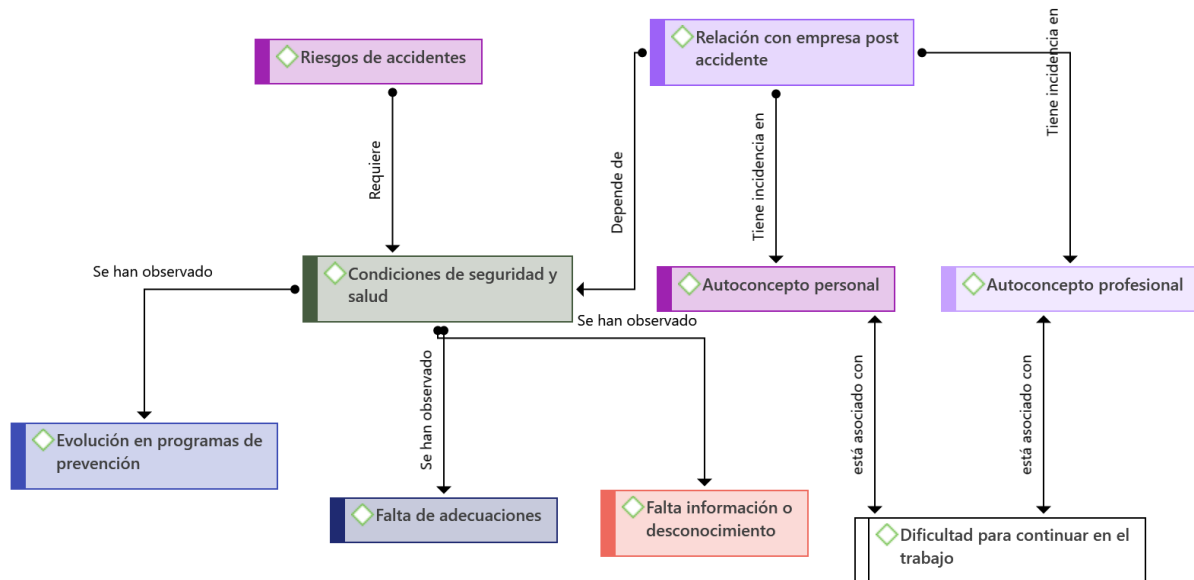 Riesgos de accidentes
Relación con empresa post
accidente
Requiere
Depende de
Tiene incidencia en
Tiene incidencia en
Se han observado
Condiciones de seguridad y
salud
Autoconcepto personal
Autoconcepto profesional
Se han observado
Se han observado
está asociado con
está asociado con
Evolución en programas de
prevención
Falta de adecuaciones
Falta información o
desconocimiento
Dificultad para continuar en el
trabajo